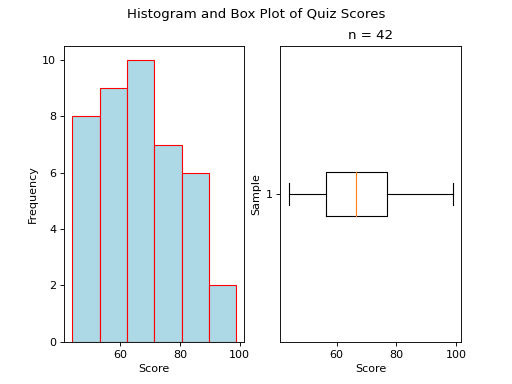 Histogram and Box Plot of Quiz Scores
n = 42
10
8
6
4
2
0
Frequency
60 80 100
Score
Sample
1
60 80 100
Score